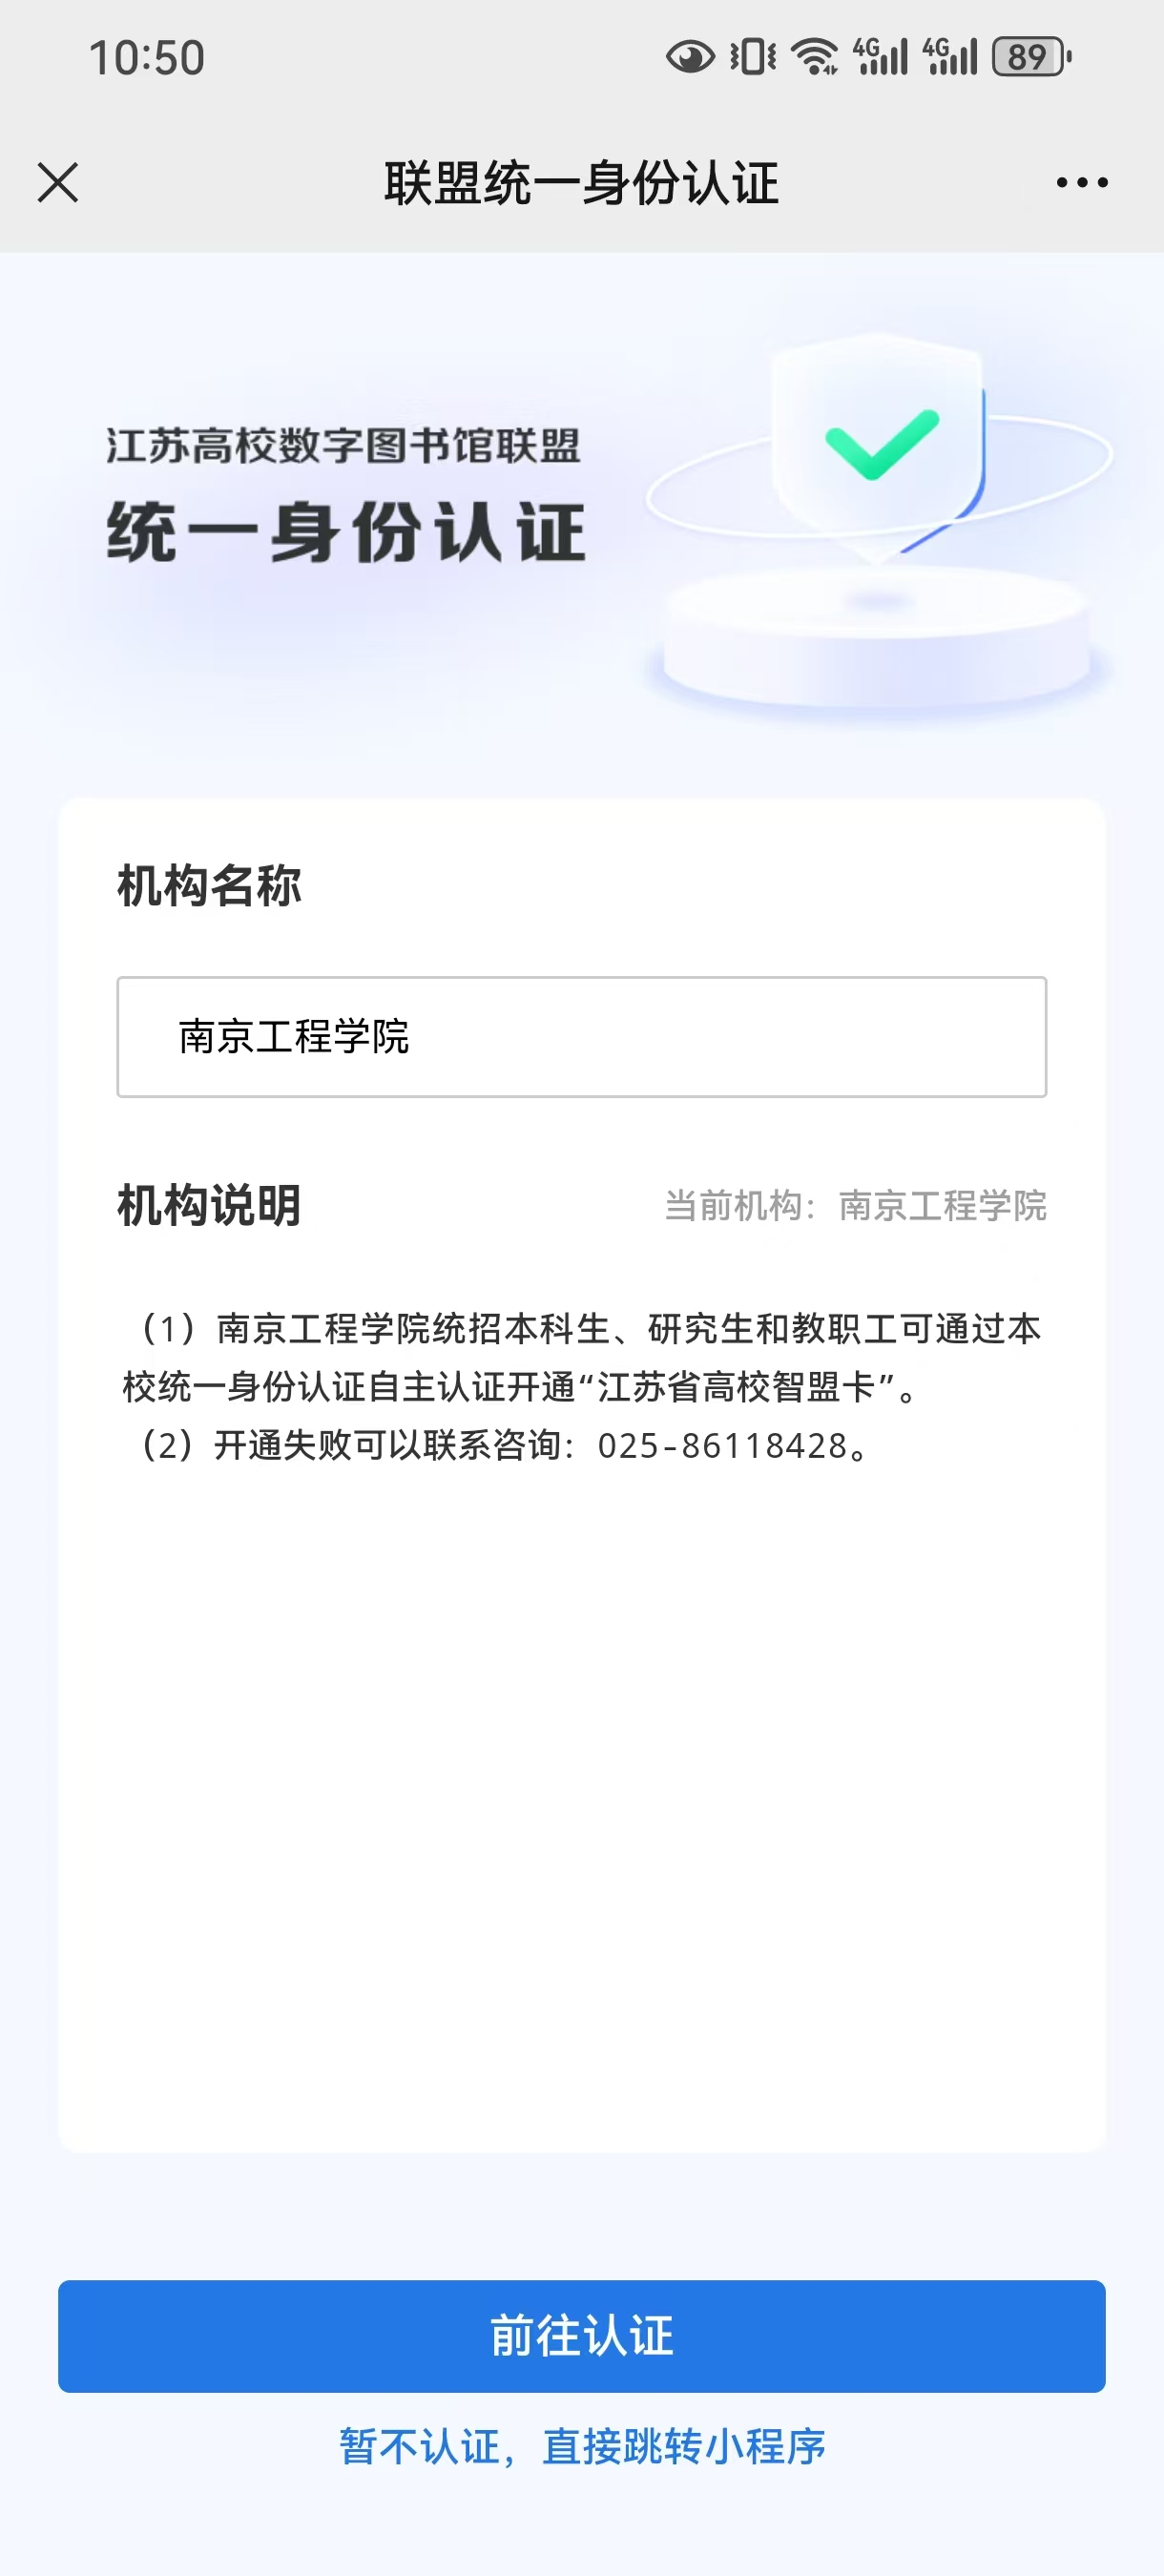 10:50
4G 4G 89
联盟统一身份认证
江苏高校数字图书馆联盟
统一身份认证
机构名称
南京工程学院
机构说明 当前机构：南京工程学院
（1）南京工程学院统招本科生、研究生和教职工可通过本
校统一身份认证自主认证开通“江苏省高校智盟卡”。
（2）开通失败可以联系咨询：025-86118428。
前往认证
暂不认证，直接跳转小程序